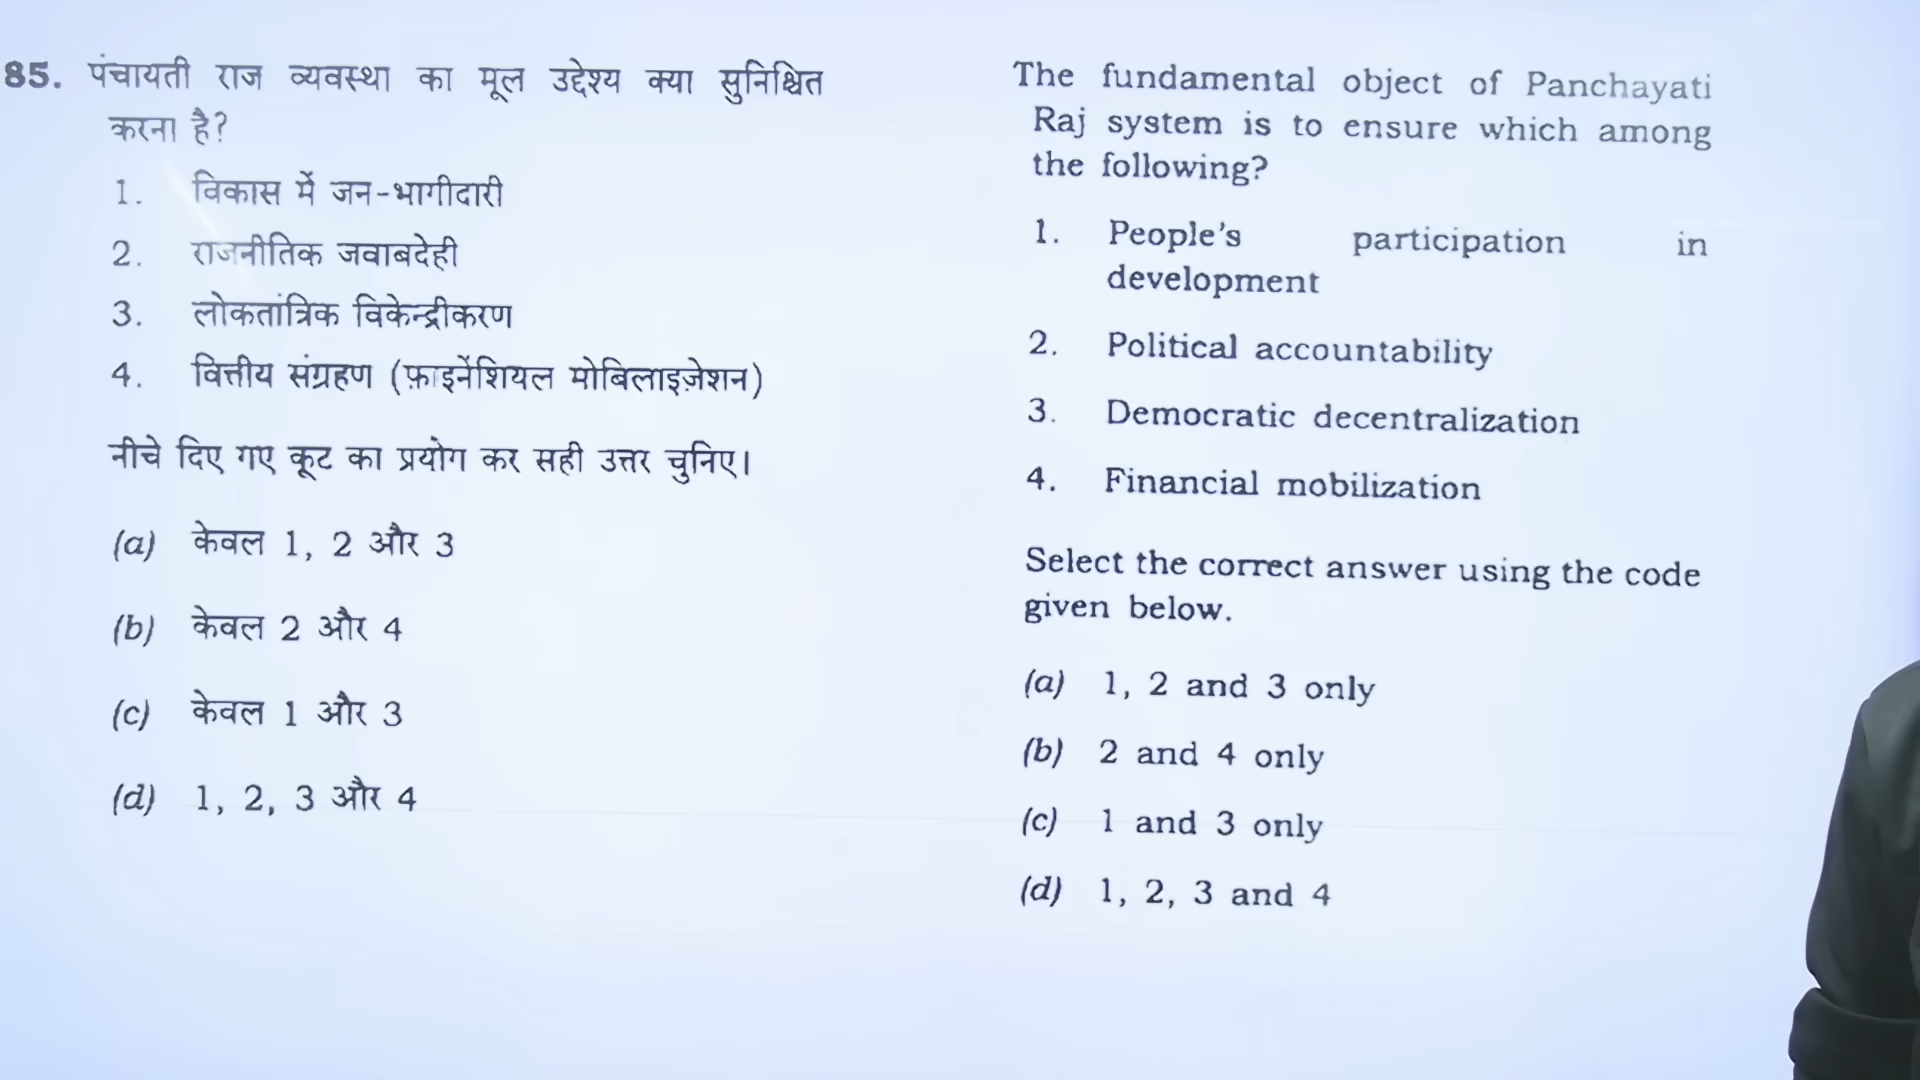 85. पंचायती राज व्यवस्था का मूल उद्देश्य क्या सुनिश्चित
करना है?
1. विकास में जन-भागीदारी
2. राजनीतिक जवाबदेही
3. लोकतांत्रिक विकेन्द्रीकरण
4. वित्तीय संग्रहण (फ़ाइनेंशियल मोबिलाइज़ेशन)
नीचे दिए गए कूट का प्रयोग कर सही उत्तर चुनिए।
(a) केवल 1, 2 और 3
(b) केवल 2 और 4
(c) केवल 1 और 3
(d) 1, 2, 3 और 4
The fundamental object of Panchayati
Raj system is to ensure which among
the following?
1. People's participation in
development
2. Political accountability
3. Democratic decentralization
4. Financial mobilization
Select the correct answer using the code
given below.
(a) 1, 2 and 3 only
(b) 2 and 4 only
(c) 1 and 3 only
(d) 1, 2, 3 and 4